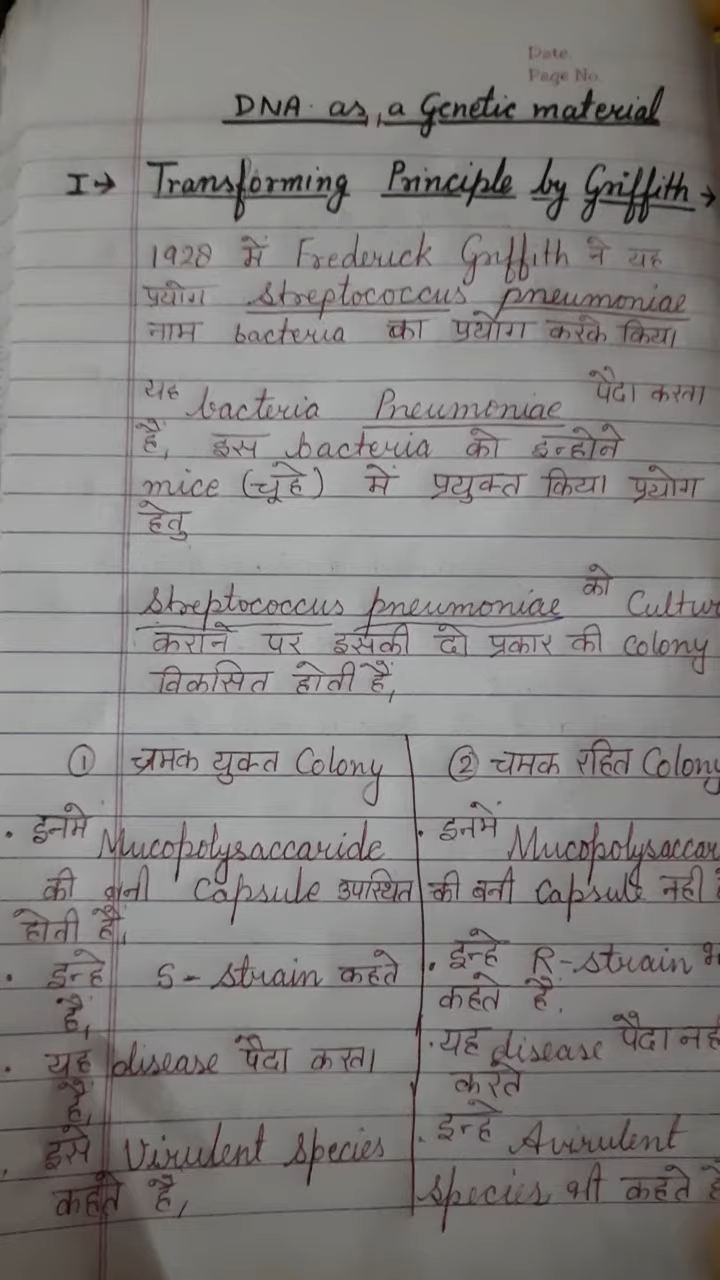 Date.
Page No.
DNA as, a Genetic material
I→ Transforming Principle by Griffith→
1928 में Frederick Griffith ने यह
प्रयोग Streptococcus pneumoniae
नाम bacteria का प्रयोग करके किया।
यह bacteria Pneumoniae पैदा करता
है, इस bacteria को इन्होने
mice (चूहे) में प्रयुक्त किया प्रयोग
हेतु
Streptococcus pneumoniae को Cultur
कराने पर इसकी दो प्रकार की colony
विकसित होती हैं,
① चमक युक्त Colony
• इनमें Mucopolysaccaride
की बनी Capsule उपस्थित
होती है,
• इन्हे S-strain कहते
हैं,
• यह disease पैदा करता
है,
, इसे Virulent species
कहते है,
② चमक रहित Colony
• इनमें Mucopolysaccar
की बनी Capsule नही
• इन्हे R-strain
कहते है.
• यह disease पैदा नह
करते
• इन्हे Avirulent
species भी कहते है